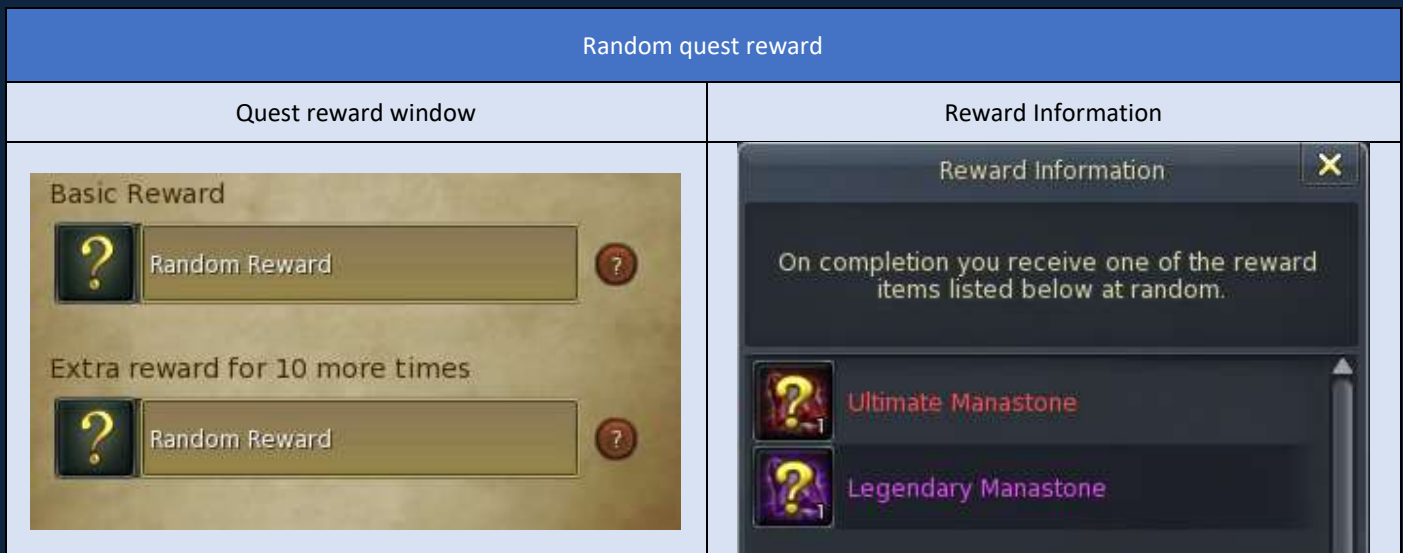 Random quest reward
Quest reward window
Reward Information
Basic Reward
? Random Reward ?
Extra reward for 10 more times
? Random Reward ?
Reward Information X
On completion you receive one of the reward
items listed below at random.
? 1 Ultimate Manastone
? 1 Legendary Manastone